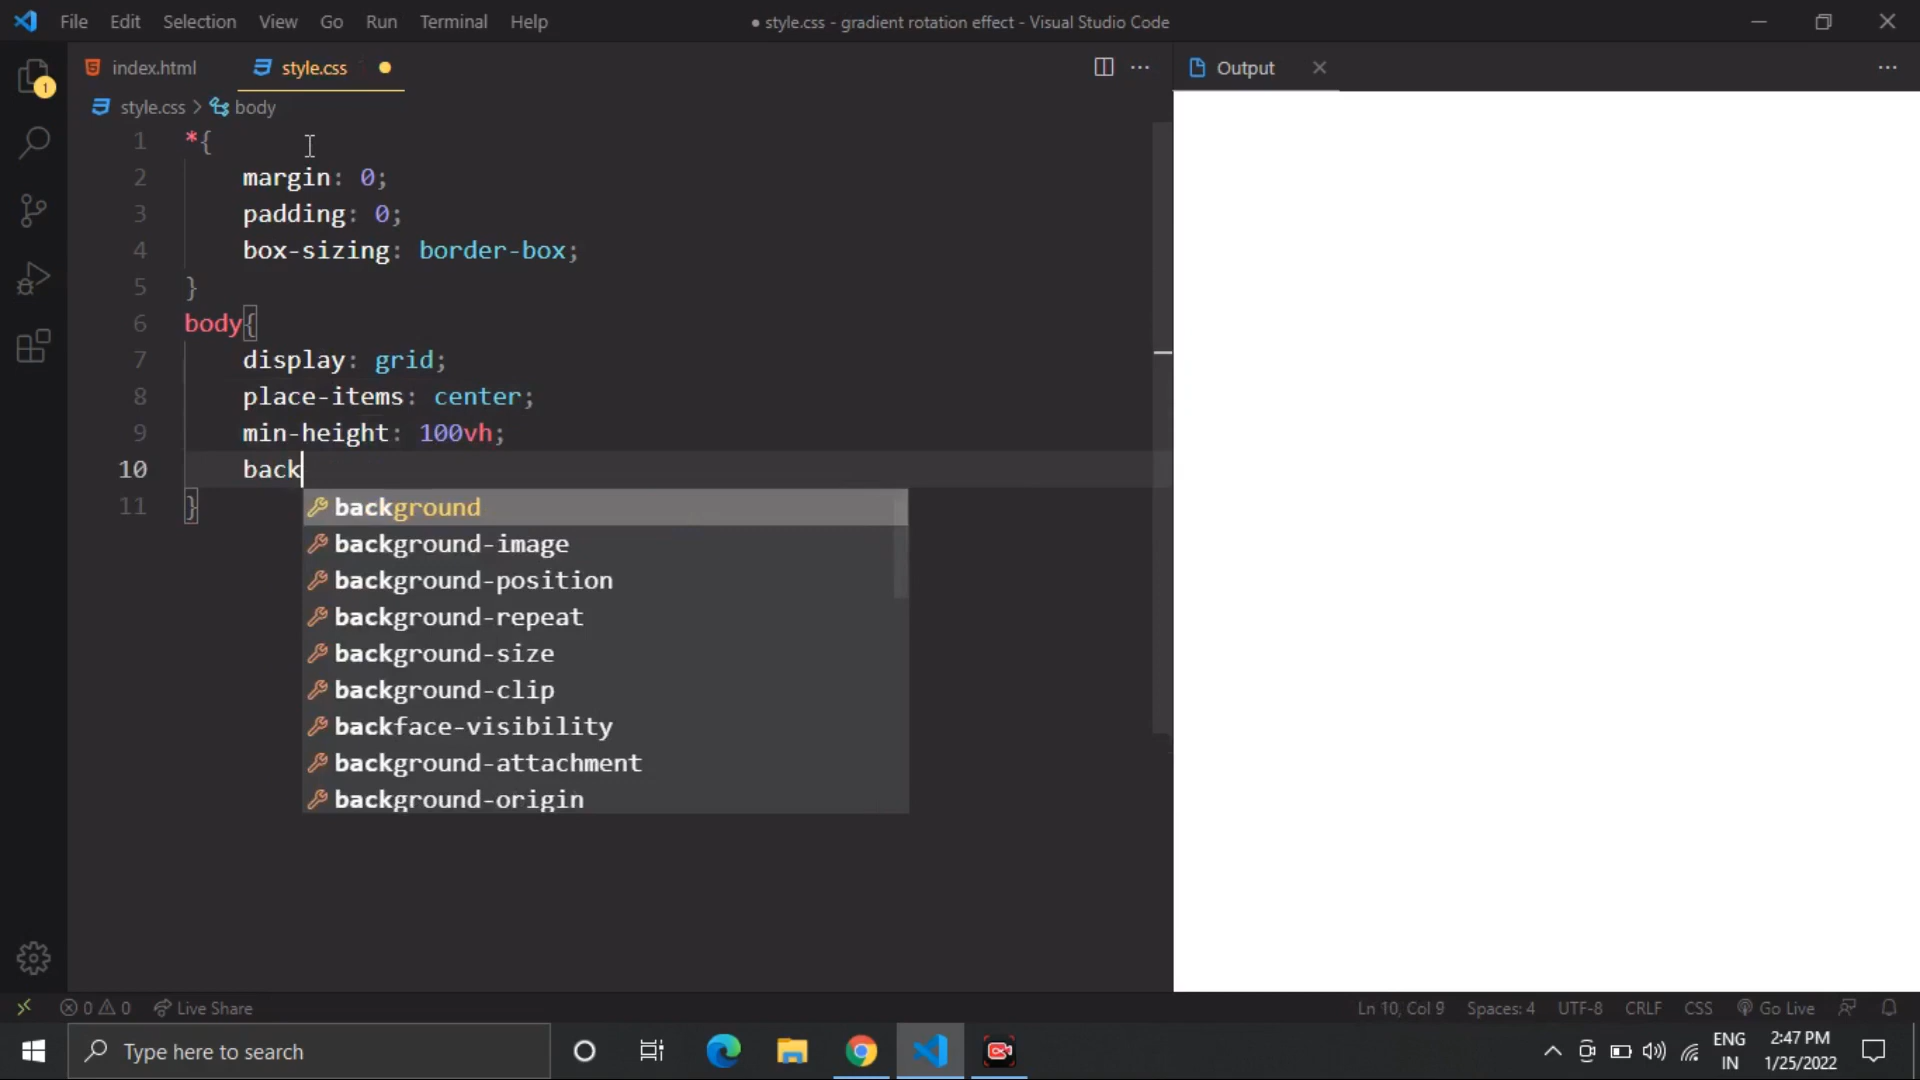 File Edit Selection View Go Run Terminal Help
● style.css - gradient rotation effect - Visual Studio Code
index.html
style.css
Output
style.css > body
1 *{
2 margin: 0;
3 padding: 0;
4 box-sizing: border-box;
5 }
6 body{
7 display: grid;
8 place-items: center;
9 min-height: 100vh;
10 back
11 }
background
background-image
background-position
background-repeat
background-size
background-clip
backface-visibility
background-attachment
background-origin
1
0 0 Live Share
Ln 10, Col 9 Spaces: 4 UTF-8 CRLF CSS Go Live
Type here to search
ENG
IN
2:47 PM
1/25/2022